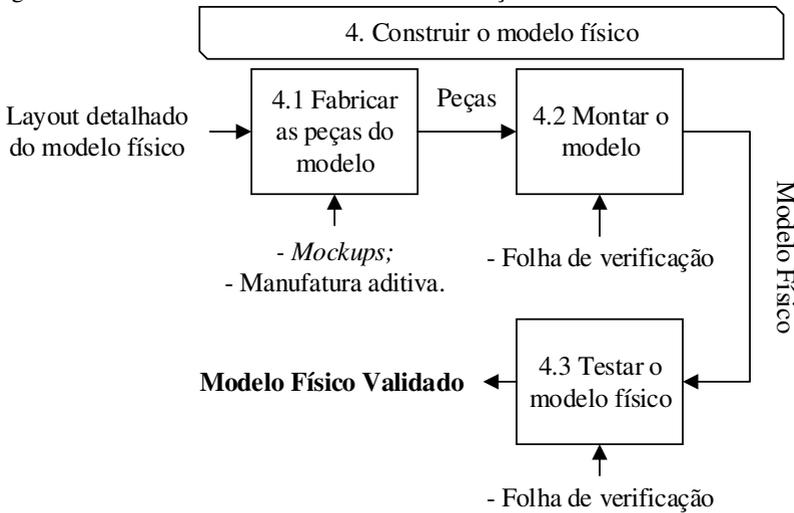 4. Construir o modelo físico
Layout detalhado
do modelo físico
4.1 Fabricar
as peças do
modelo
Peças
4.2 Montar o
modelo
- Mockups;
- Manufatura aditiva.
- Folha de verificação
Modelo Físico
4.3 Testar o
modelo físico
Modelo Físico Validado
- Folha de verificação